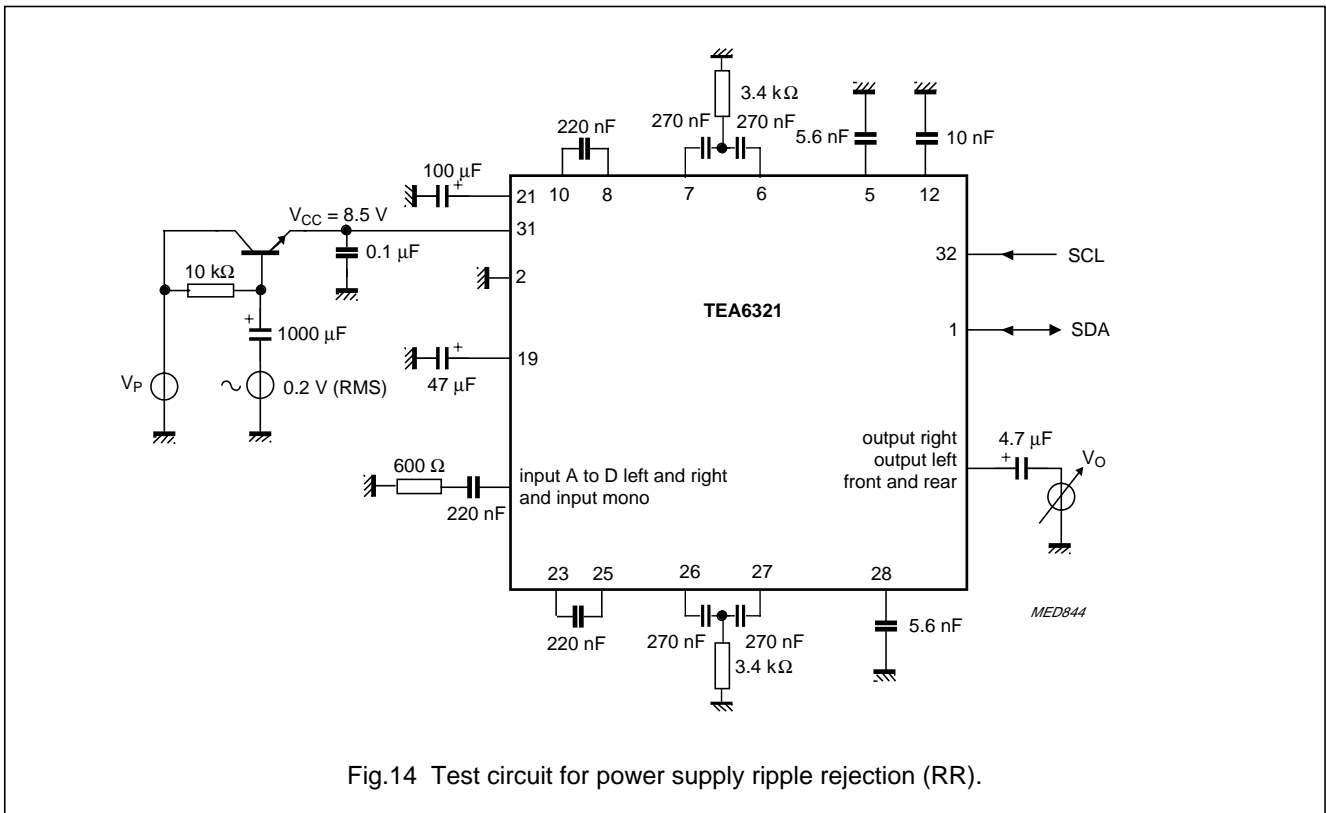 3.4 kΩ
270 nF
270 nF
220 nF
5.6 nF
10 nF
100 µF
+
21
10
8
7
6
5
12
V_CC = 8.5 V
31
0.1 µF
10 kΩ
2
+
1000 µF
TEA6321
32
SCL
1
SDA
19
+
47 µF
V_P
0.2 V (RMS)
output right
output left
front and rear
4.7 µF
+
V_O
600 Ω
220 nF
input A to D left and right
and input mono
23
25
26
27
28
220 nF
270 nF
270 nF
3.4 kΩ
5.6 nF
MED844
Fig.14 Test circuit for power supply ripple rejection (RR).